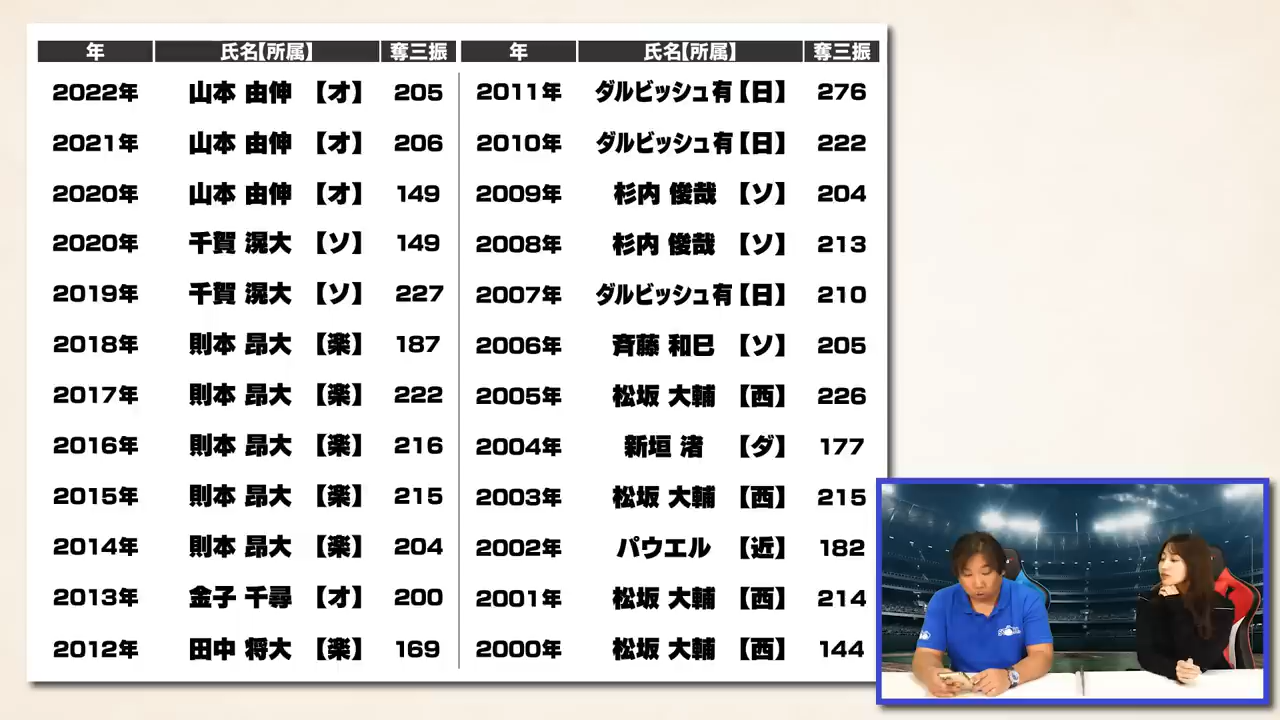 年 氏名【所属】 奪三振
2022年 山本 由伸 【オ】 205
2021年 山本 由伸 【オ】 206
2020年 山本 由伸 【オ】 149
2020年 千賀 滉大 【ソ】 149
2019年 千賀 滉大 【ソ】 227
2018年 則本 昂大 【楽】 187
2017年 則本 昂大 【楽】 222
2016年 則本 昂大 【楽】 216
2015年 則本 昂大 【楽】 215
2014年 則本 昂大 【楽】 204
2013年 金子 千尋 【オ】 200
2012年 田中 将大 【楽】 169
年 氏名【所属】 奪三振
2011年 ダルビッシュ有【日】 276
2010年 ダルビッシュ有【日】 222
2009年 杉内 俊哉 【ソ】 204
2008年 杉内 俊哉 【ソ】 213
2007年 ダルビッシュ有【日】 210
2006年 斉藤 和巳 【ソ】 205
2005年 松坂 大輔 【西】 226
2004年 新垣 渚 【ダ】 177
2003年 松坂 大輔 【西】 215
2002年 パウエル 【近】 182
2001年 松坂 大輔 【西】 214
2000年 松坂 大輔 【西】 144